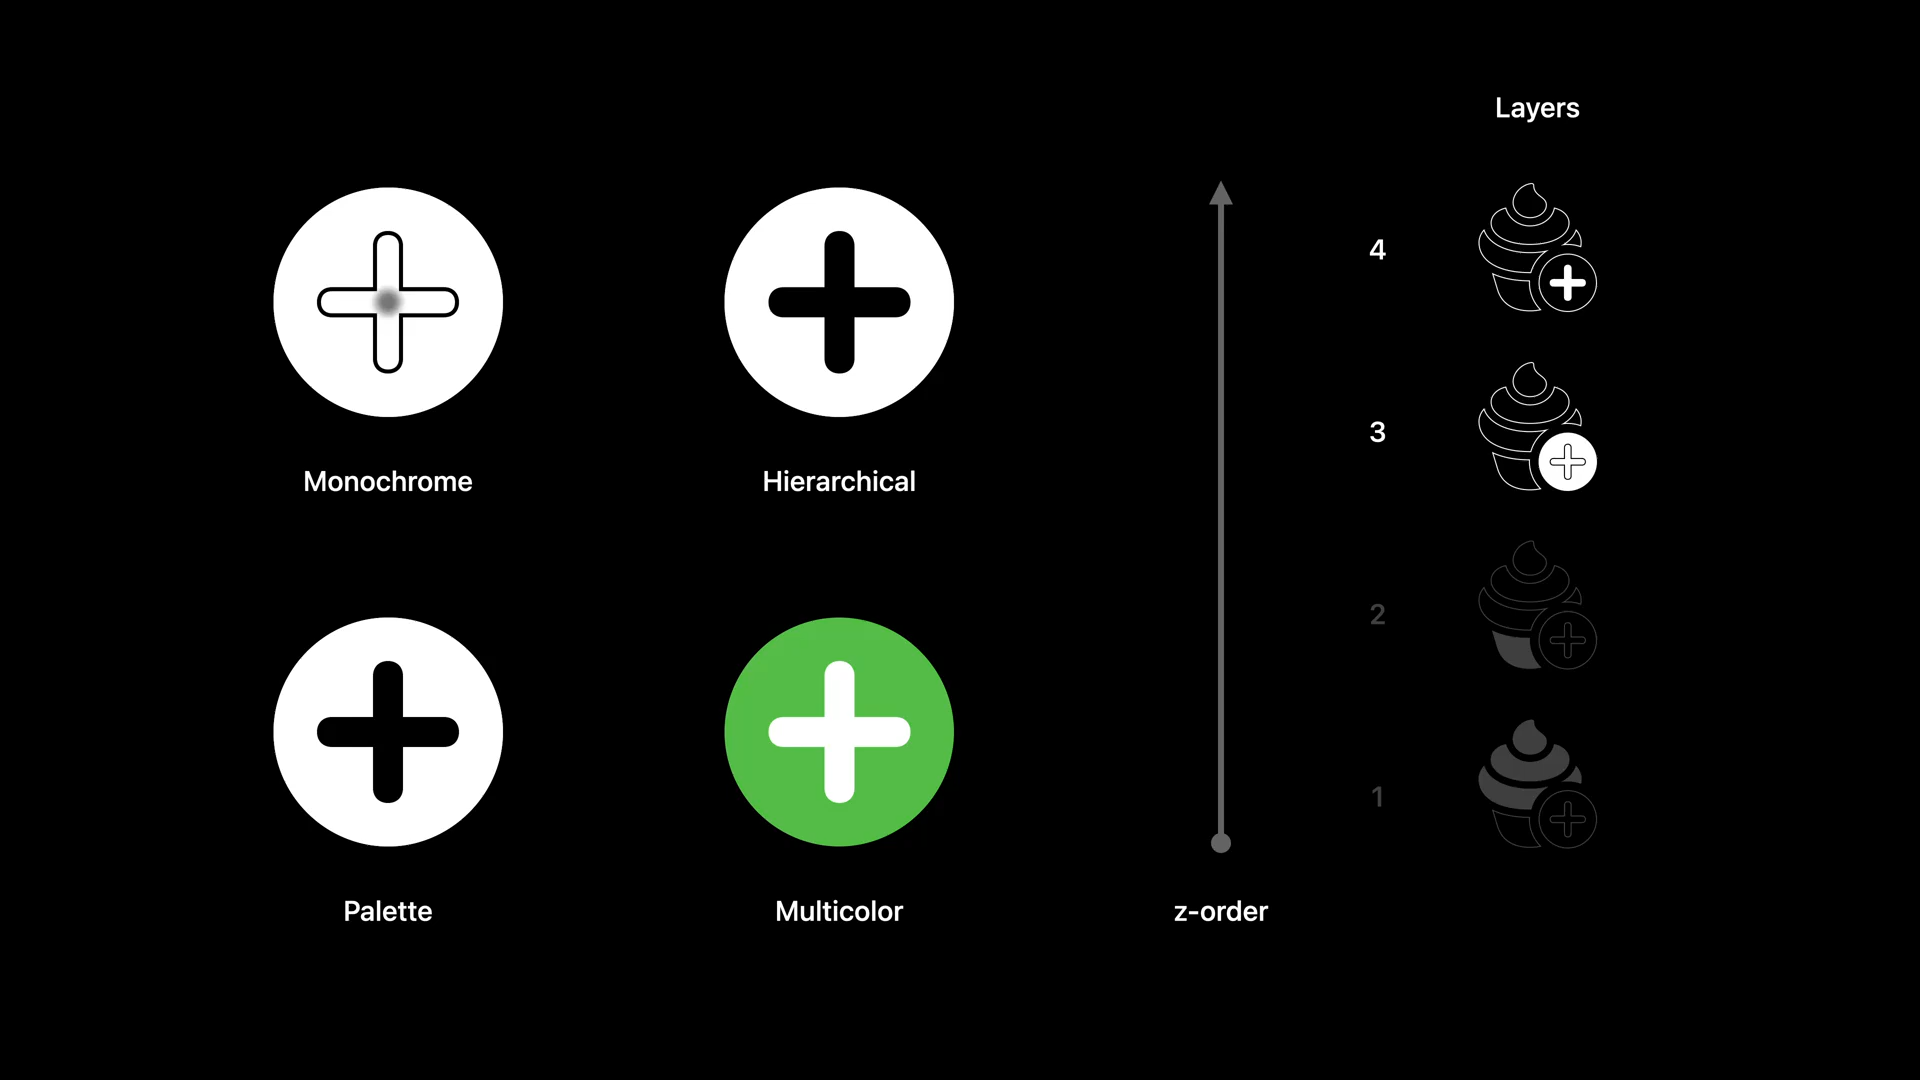 Layers
4
3
Monochrome
Hierarchical
2
1
Palette
Multicolor
z-order